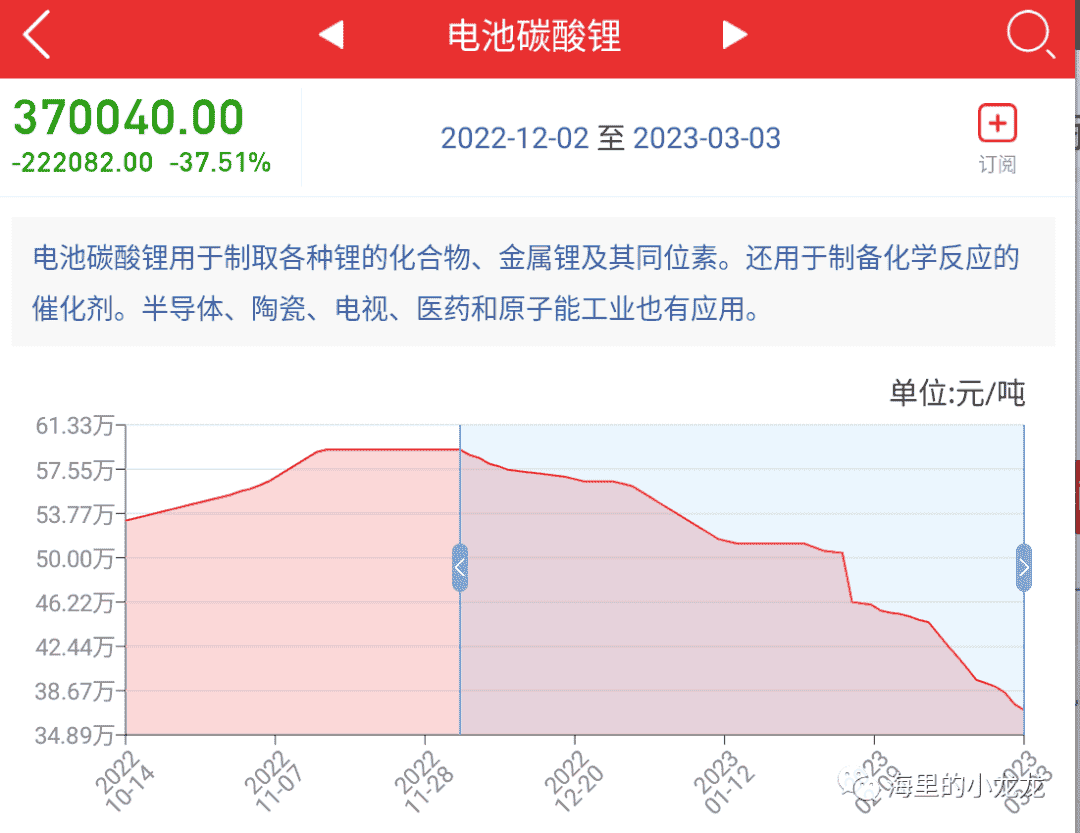 电池碳酸锂
370040.00
-222082.00 -37.51%
2022-12-02 至 2023-03-03
订阅
电池碳酸锂用于制取各种锂的化合物、金属锂及其同位素。还用于制备化学反应的
催化剂。半导体、陶瓷、电视、医药和原子能工业也有应用。
单位:元/吨
61.33万
57.55万
53.77万
50.00万
46.22万
42.44万
38.67万
34.89万
2022
10-14
2022
11-07
2022
11-28
2022
12-20
2023
01-12
海里的小龙龙